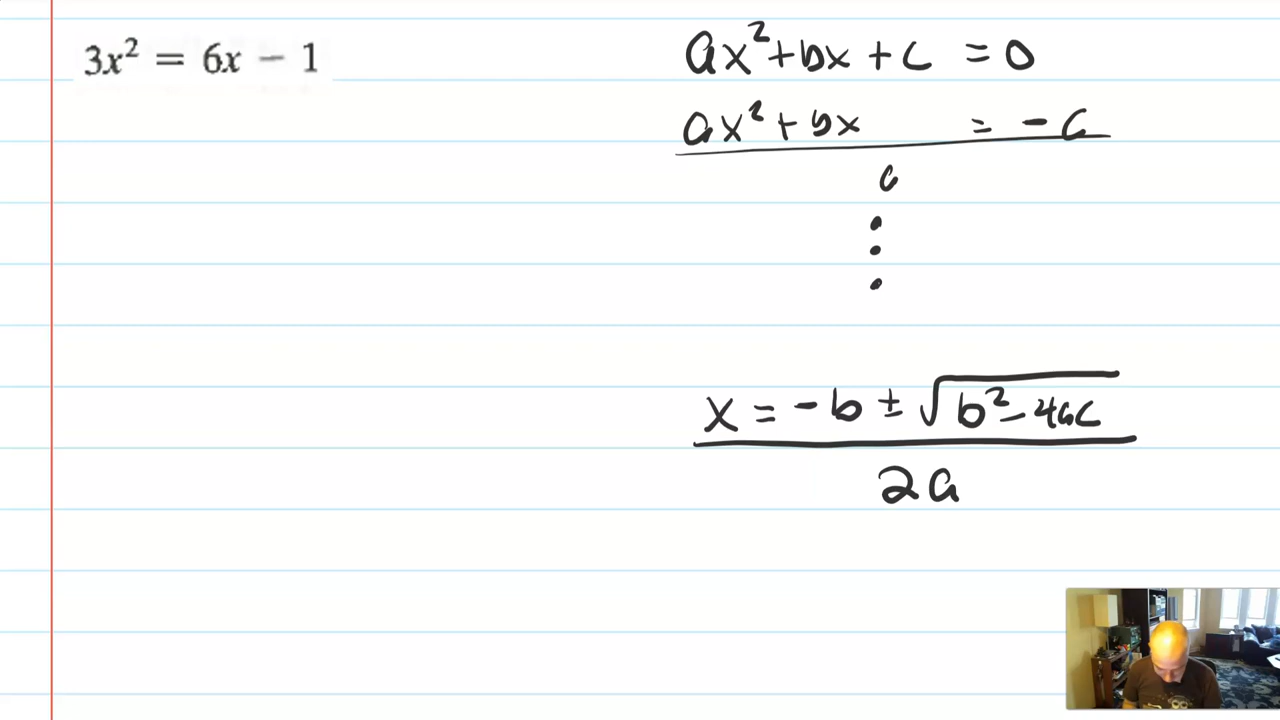 3x² = 6x − 1
ax² + bx + c = 0
ax² + bx = -c
a
x = -b ± √b² - 4ac
2a